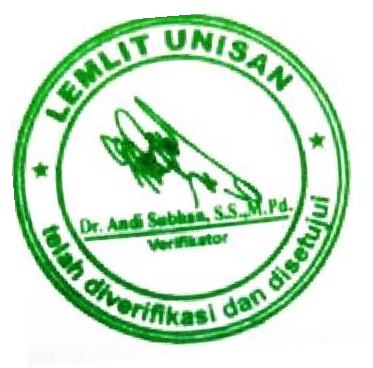 LEMLIT UNISAN
Dr. Andi Subhan, S.S.,M.Pd.
Verifikator
telah diverifikasi dan disetujui